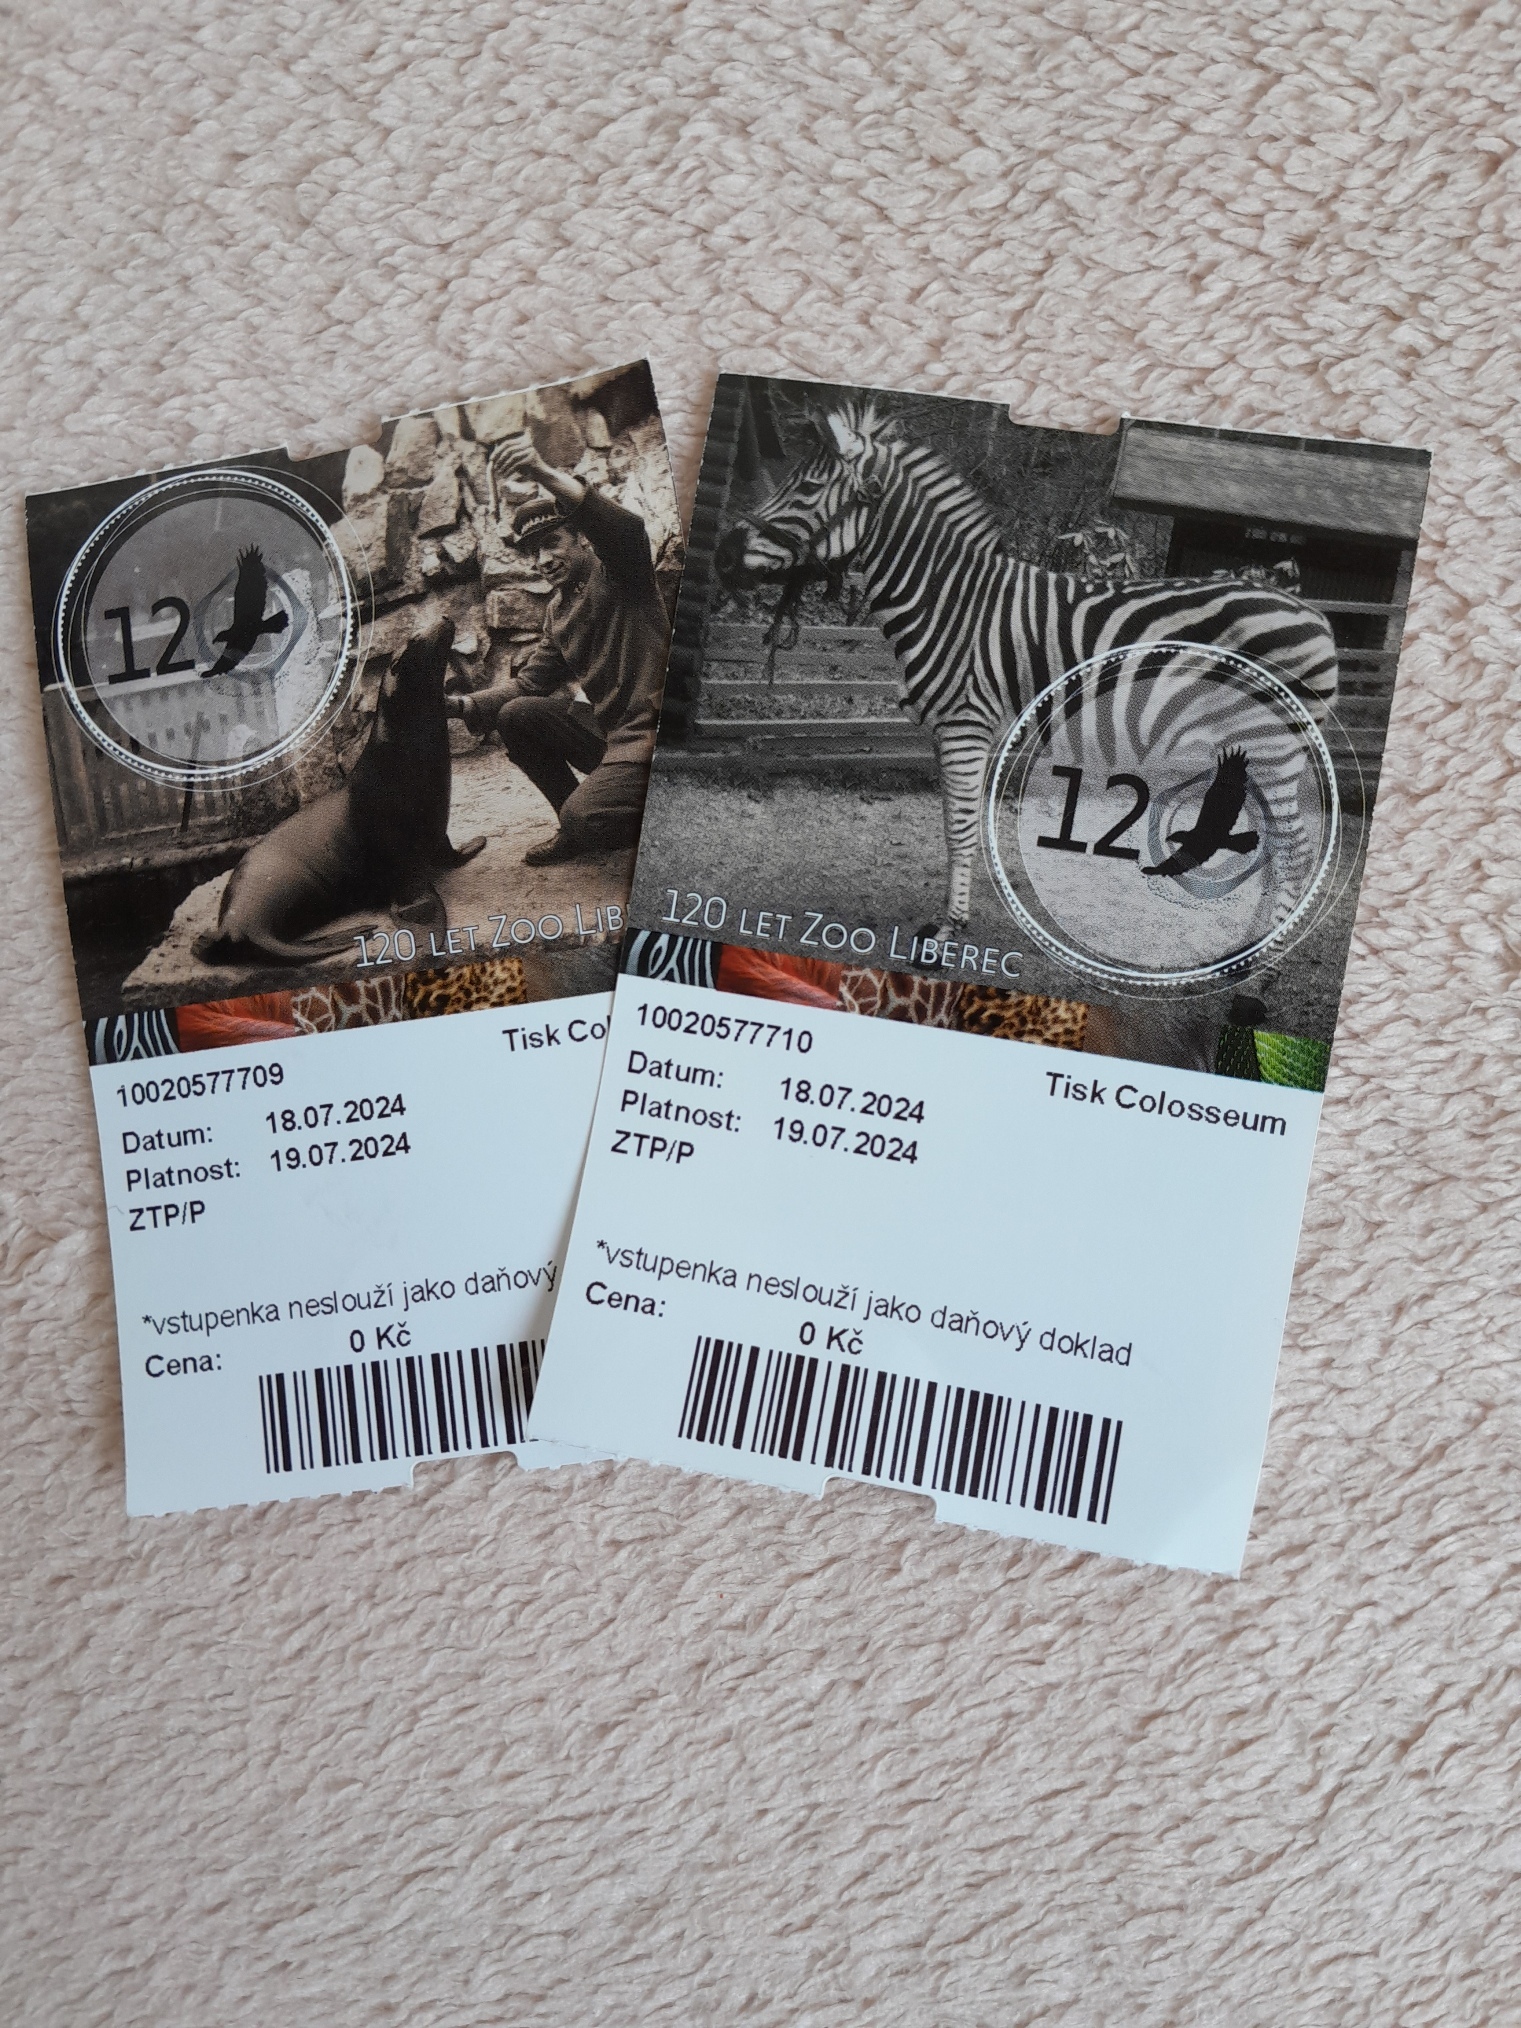 12
120 LET ZOO LIB
Tisk Col
10020577709
Datum: 18.07.2024
Platnost: 19.07.2024
ZTP/P
*vstupenka neslouží jako daňový
Cena: 0 Kč
12
120 LET ZOO LIBEREC
10020577710
Tisk Colosseum
Datum: 18.07.2024
Platnost: 19.07.2024
ZTP/P
*vstupenka neslouží jako daňový doklad
Cena: 0 Kč